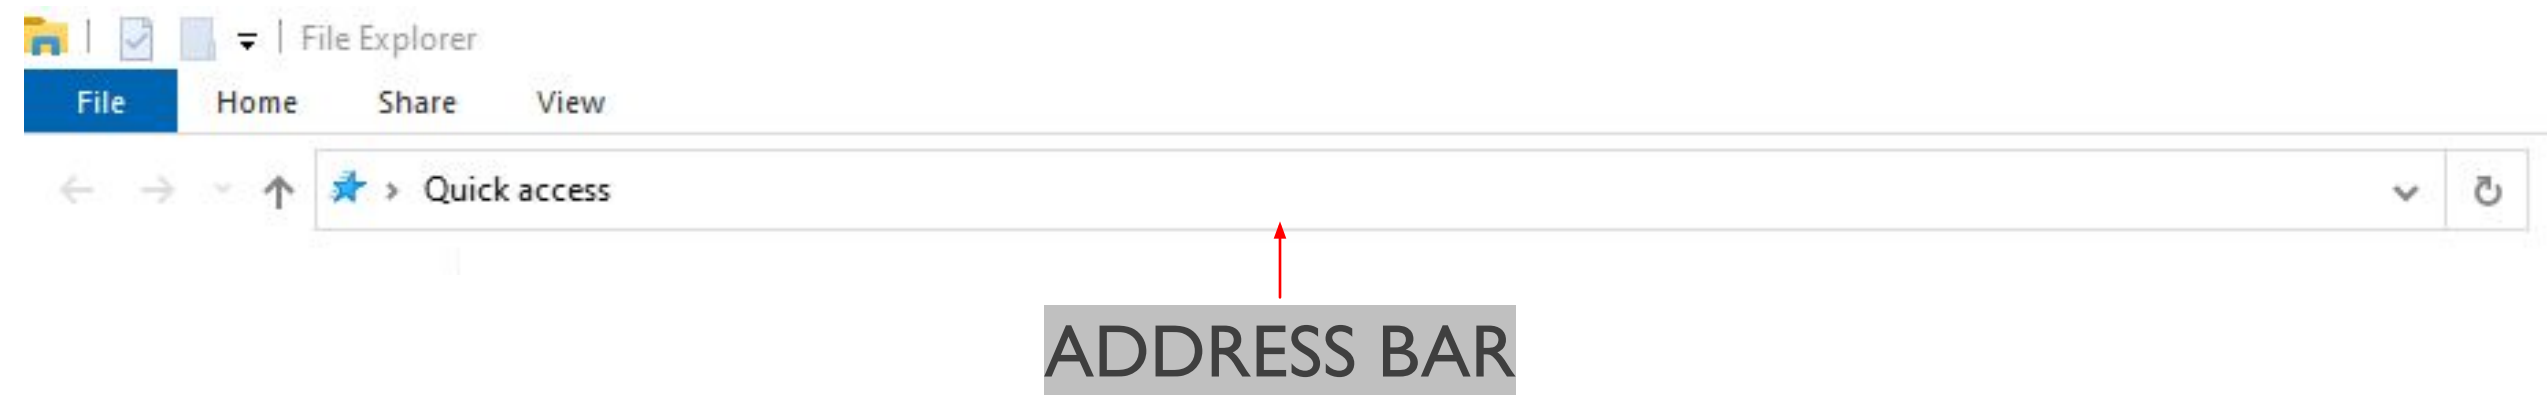 File Explorer
File Home Share View
Quick access
ADDRESS BAR